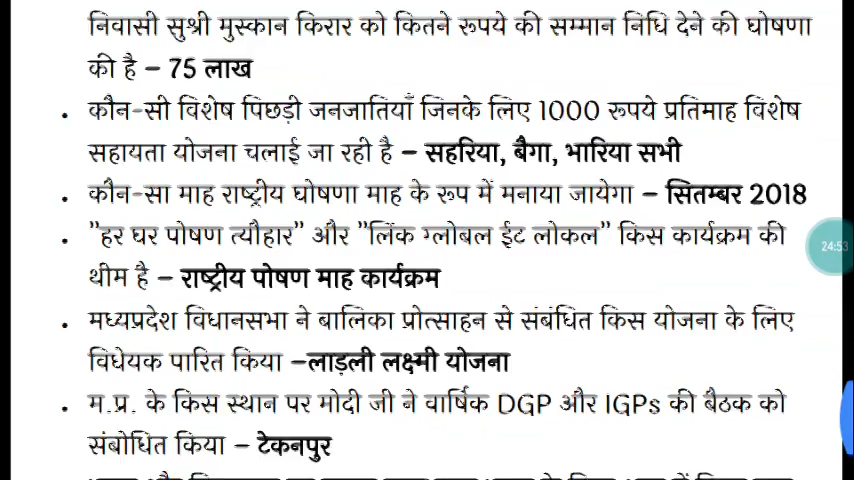 निवासी सुश्री मुस्कान किरार को कितने रूपये की सम्मान निधि देने की घोषणा
की है – 75 लाख
• कौन-सी विशेष पिछड़ी जनजातियाँ जिनके लिए 1000 रूपये प्रतिमाह विशेष
सहायता योजना चलाई जा रही है – सहरिया, बैगा, भारिया सभी
• कौन-सा माह राष्ट्रीय घोषणा माह के रूप में मनाया जायेगा – सितम्बर 2018
• ”हर घर पोषण त्यौहार” और ”लिंक ग्लोबल ईट लोकल” किस कार्यक्रम की
थीम है – राष्ट्रीय पोषण माह कार्यक्रम
24:53
• मध्यप्रदेश विधानसभा ने बालिका प्रोत्साहन से संबंधित किस योजना के लिए
विधेयक पारित किया –लाड़ली लक्ष्मी योजना
• म.प्र. के किस स्थान पर मोदी जी ने वार्षिक DGP और IGPs की बैठक को
संबोधित किया – टेकनपुर